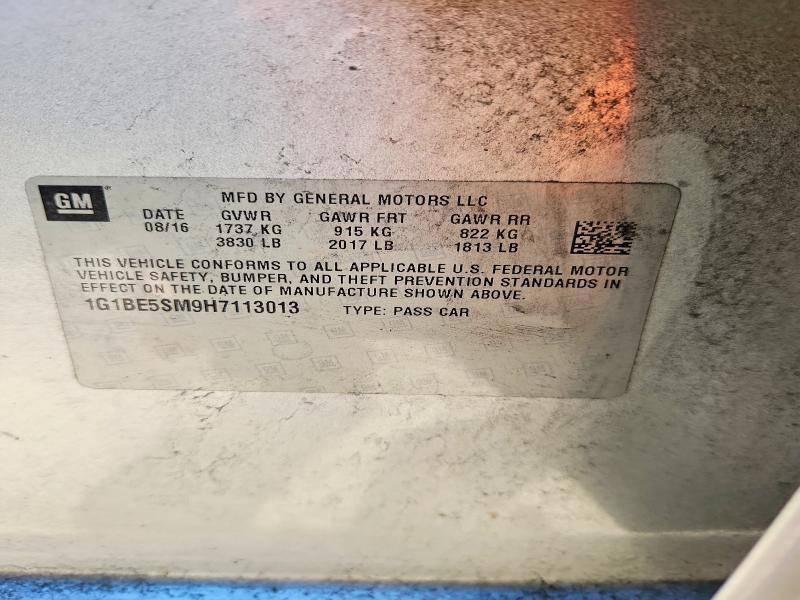 GM
MFD BY GENERAL MOTORS LLC
DATE GVWR GAWR FRT GAWR RR
08/16 1737 KG 915 KG 822 KG
3830 LB 2017 LB 1813 LB
THIS VEHICLE CONFORMS TO ALL APPLICABLE U.S. FEDERAL MOTOR
VEHICLE SAFETY, BUMPER, AND THEFT PREVENTION STANDARDS IN
EFFECT ON THE DATE OF MANUFACTURE SHOWN ABOVE.
1G1BE5SM9H7113013 TYPE: PASS CAR